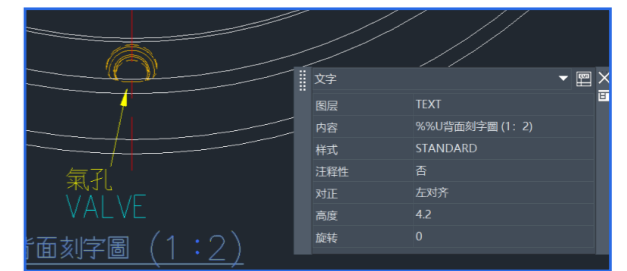 氣孔
VALVE
背面刻字圖 (1:2)
文字
图层 TEXT
内容 %%U背面刻字圖 (1: 2)
样式 STANDARD
注释性 否
对正 左对齐
高度 4.2
旋转 0